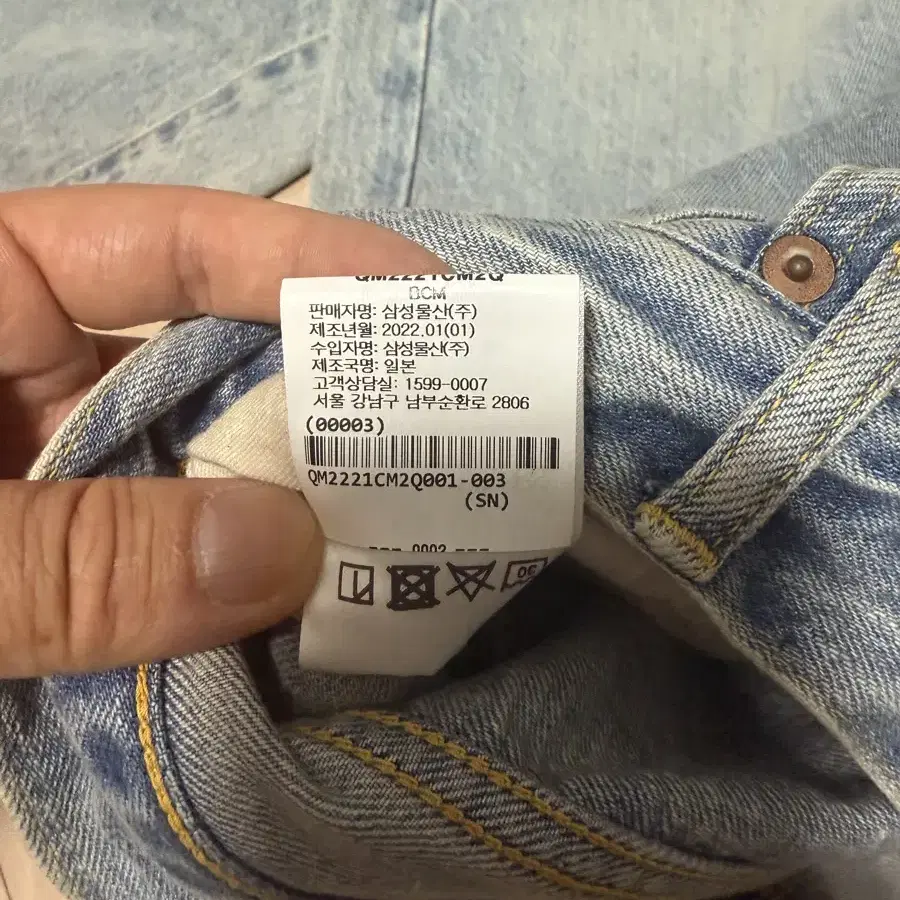 QM2221CM2Q
BCM
판매자명: 삼성물산(주)
제조년월: 2022.01(01)
수입자명: 삼성물산(주)
제조국명: 일본
고객상담실: 1599-0007
서울 강남구 남부순환로 2806
(00003)
QM2221CM2Q001-003
(SN)